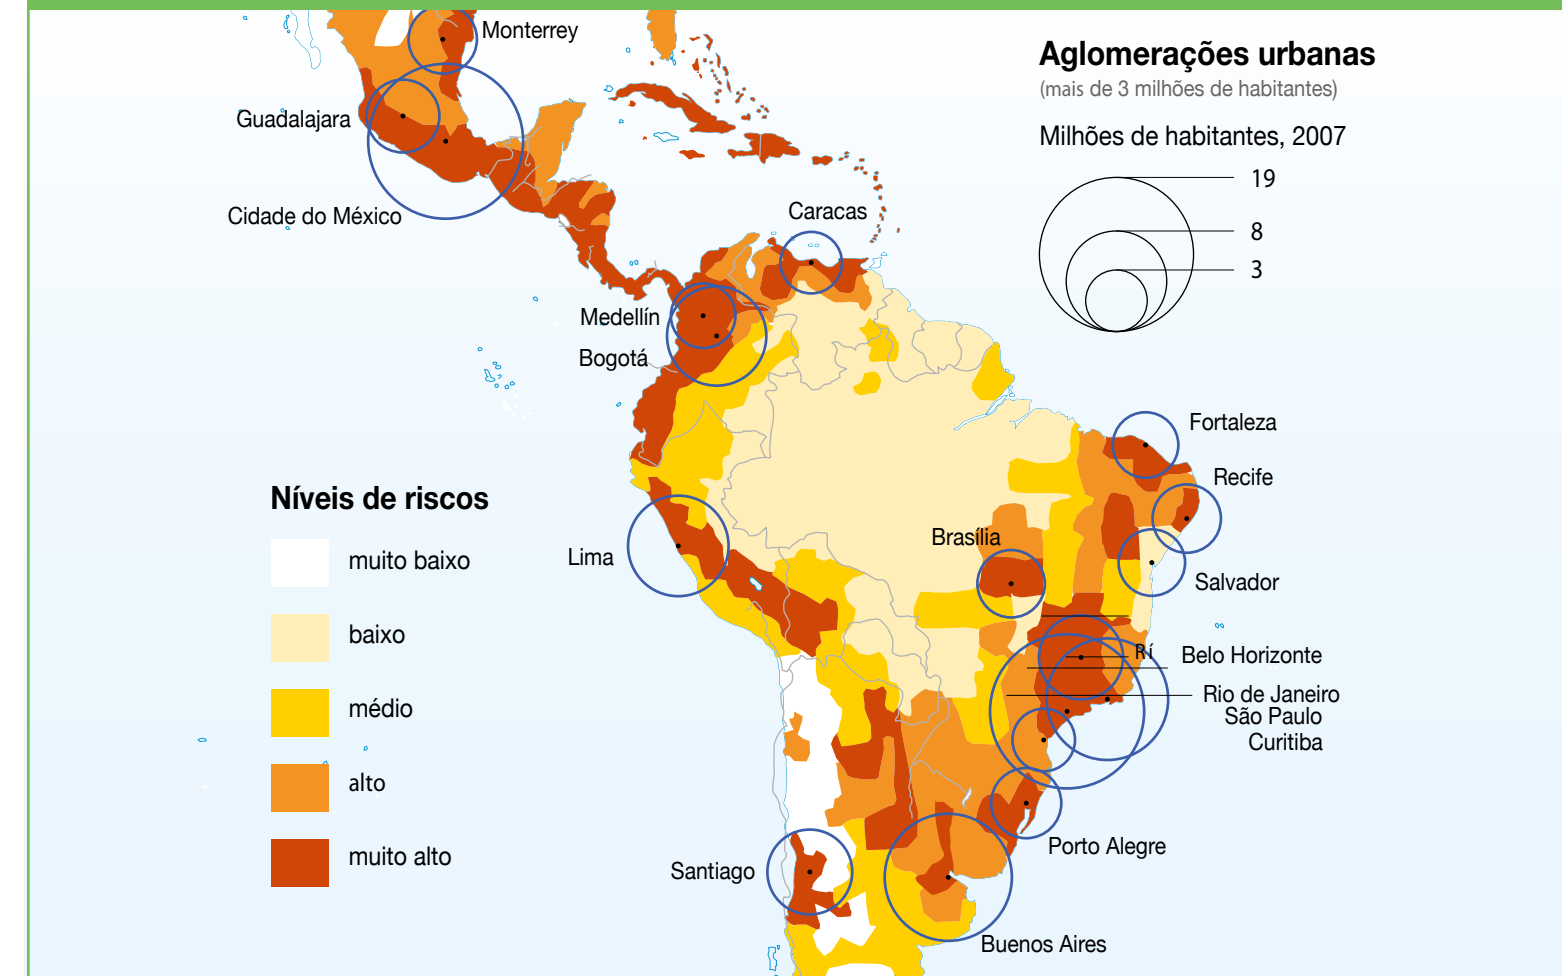 Monterrey
Guadalajara
Cidade do México
Caracas
Medellín
Bogotá
Aglomerações urbanas
(mais de 3 milhões de habitantes)
Milhões de habitantes, 2007
19
8
3
Fortaleza
Recife
Brasília
Lima
Salvador
Rí
Belo Horizonte
Rio de Janeiro
São Paulo
Curitiba
Porto Alegre
Santiago
Buenos Aires
Níveis de riscos
muito baixo
baixo
médio
alto
muito alto